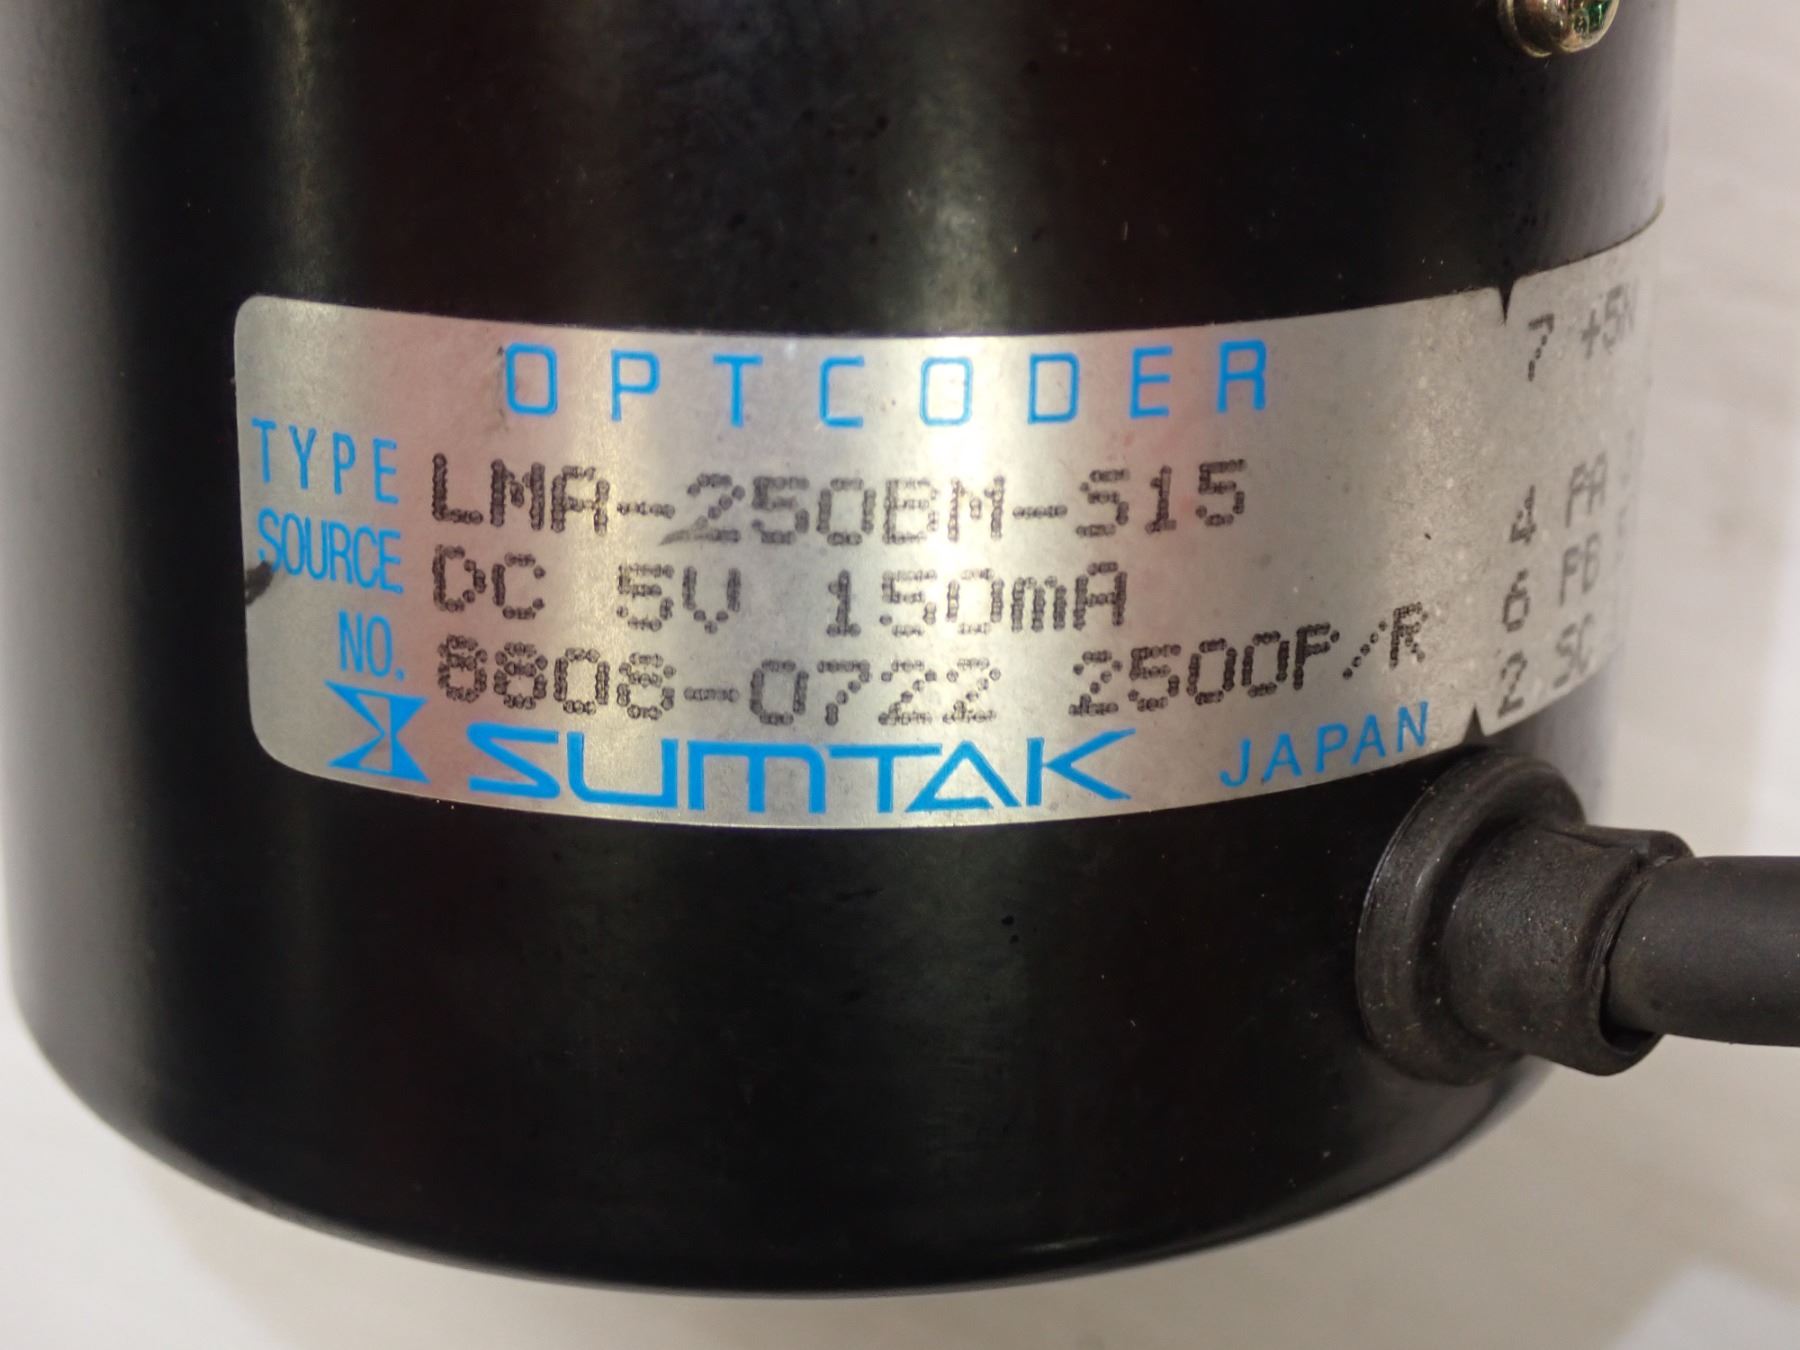 OPTCODER
TYPE LMA-250BM-S15
SOURCE DC 5V 150mA
NO. 8808-0722 2500P/R
SUMTAK JAPAN
7 +5V
4 PA
6 PB
2 SC